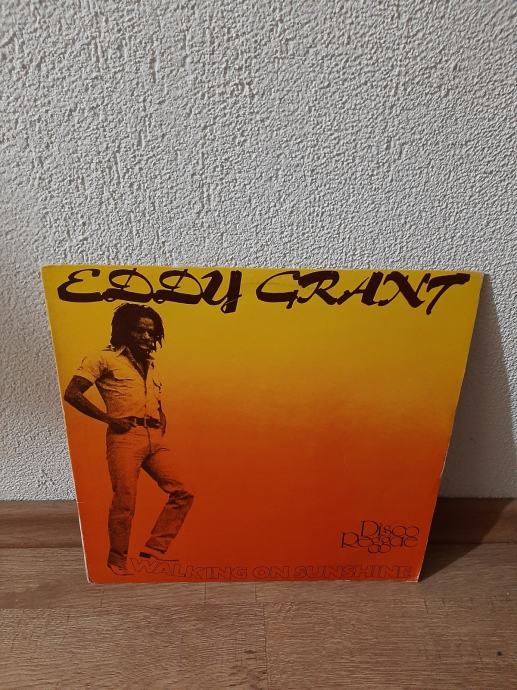 EDDY GRANT
Disco
Reggae
WALKING ON SUNSHINE